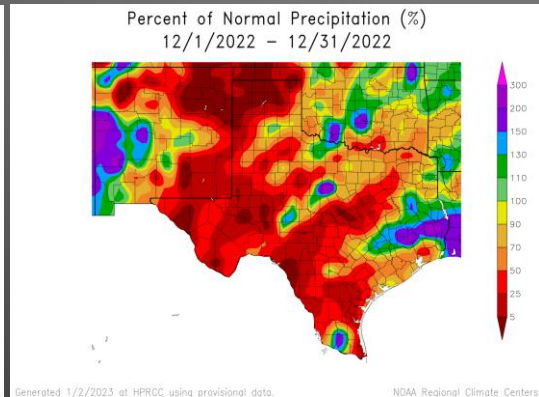 Percent of Normal Precipitation (%)
12/1/2022 – 12/31/2022
300
200
150
130
110
100
90
70
50
25
5
Generated 1/2/2023 at HPRCC using provisional data.
NOAA Regional Climate Centers